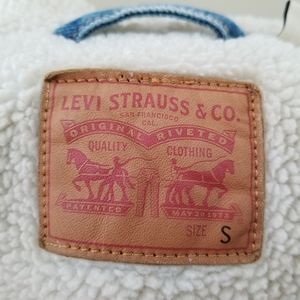 LEVI STRAUSS & CO.
SAN FRANCISCO
CAL.
ORIGINAL RIVETED
QUALITY CLOTHING
PATENTED MAY 20 1873
SIZE S